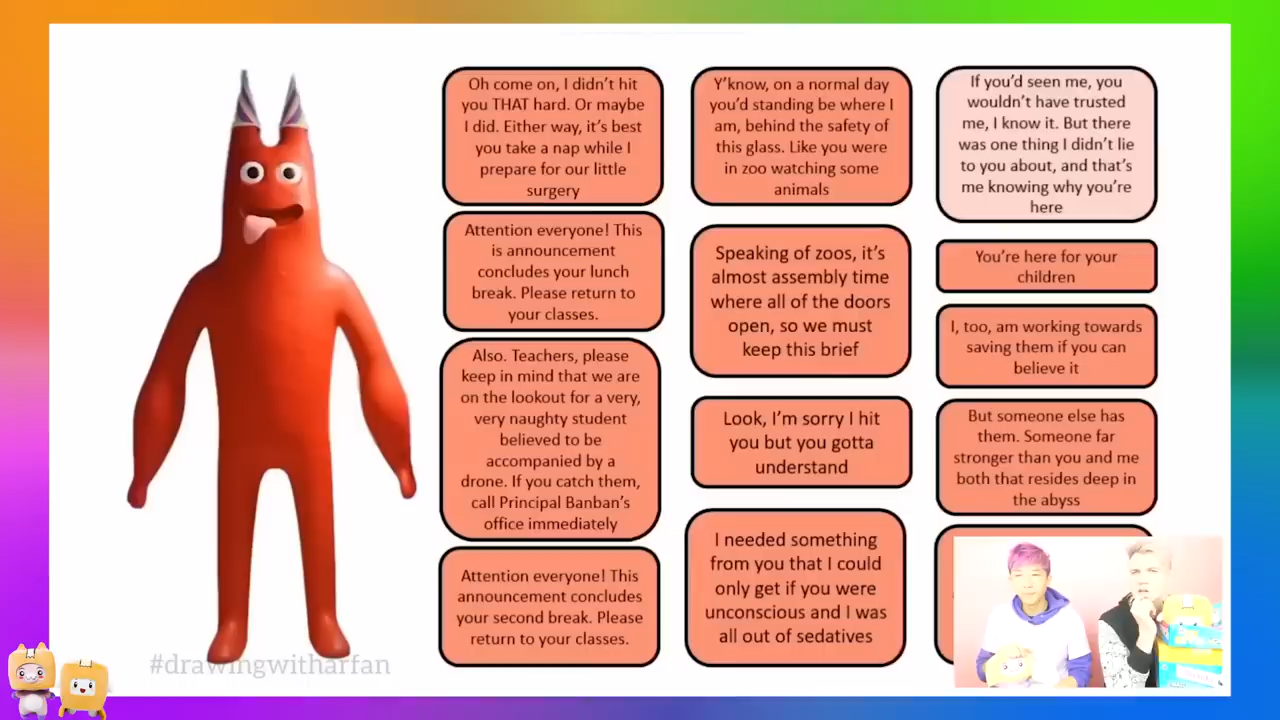 Oh come on, I didn't hit
you THAT hard. Or maybe
I did. Either way, it's best
you take a nap while I
prepare for our little
surgery
Attention everyone! This
is announcement
concludes your lunch
break. Please return to
your classes.
Also. Teachers, please
keep in mind that we are
on the lookout for a very,
very naughty student
believed to be
accompanied by a
drone. If you catch them,
call Principal Banban's
office immediately
Attention everyone! This
announcement concludes
your second break. Please
return to your classes.
Y'know, on a normal day
you'd standing be where I
am, behind the safety of
this glass. Like you were
in zoo watching some
animals
Speaking of zoos, it's
almost assembly time
where all of the doors
open, so we must
keep this brief
Look, I'm sorry I hit
you but you gotta
understand
I needed something
from you that I could
only get if you were
unconscious and I was
all out of sedatives
If you'd seen me, you
wouldn't have trusted
me, I know it. But there
was one thing I didn't lie
to you about, and that's
me knowing why you're
here
You're here for your
children
I, too, am working towards
saving them if you can
believe it
But someone else has
them. Someone far
stronger than you and me
both that resides deep in
the abyss
#drawingwitharfan